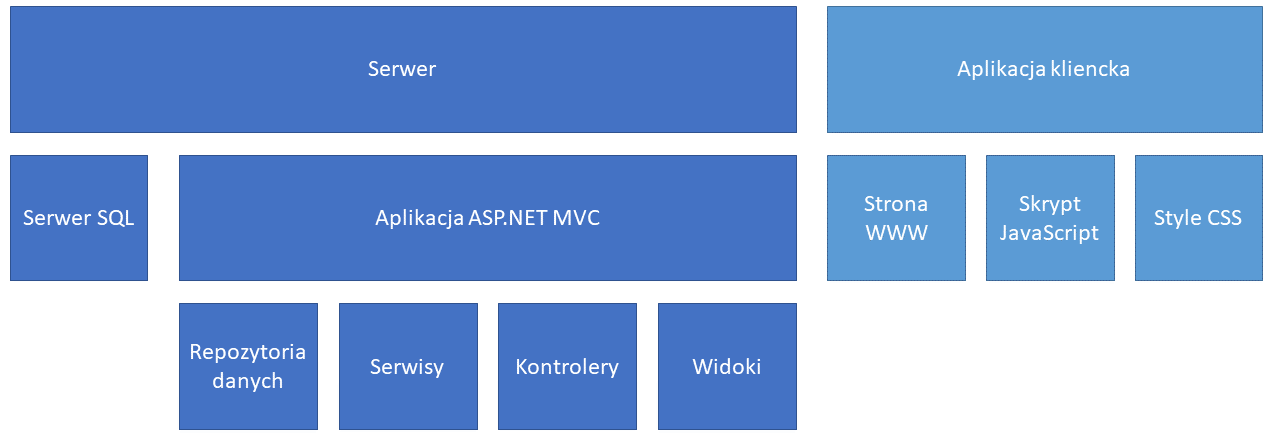 Serwer
Aplikacja kliencka
Serwer SQL
Aplikacja ASP.NET MVC
Strona
WWW
Skrypt
JavaScript
Style CSS
Repozytoria
danych
Serwisy
Kontrolery
Widoki